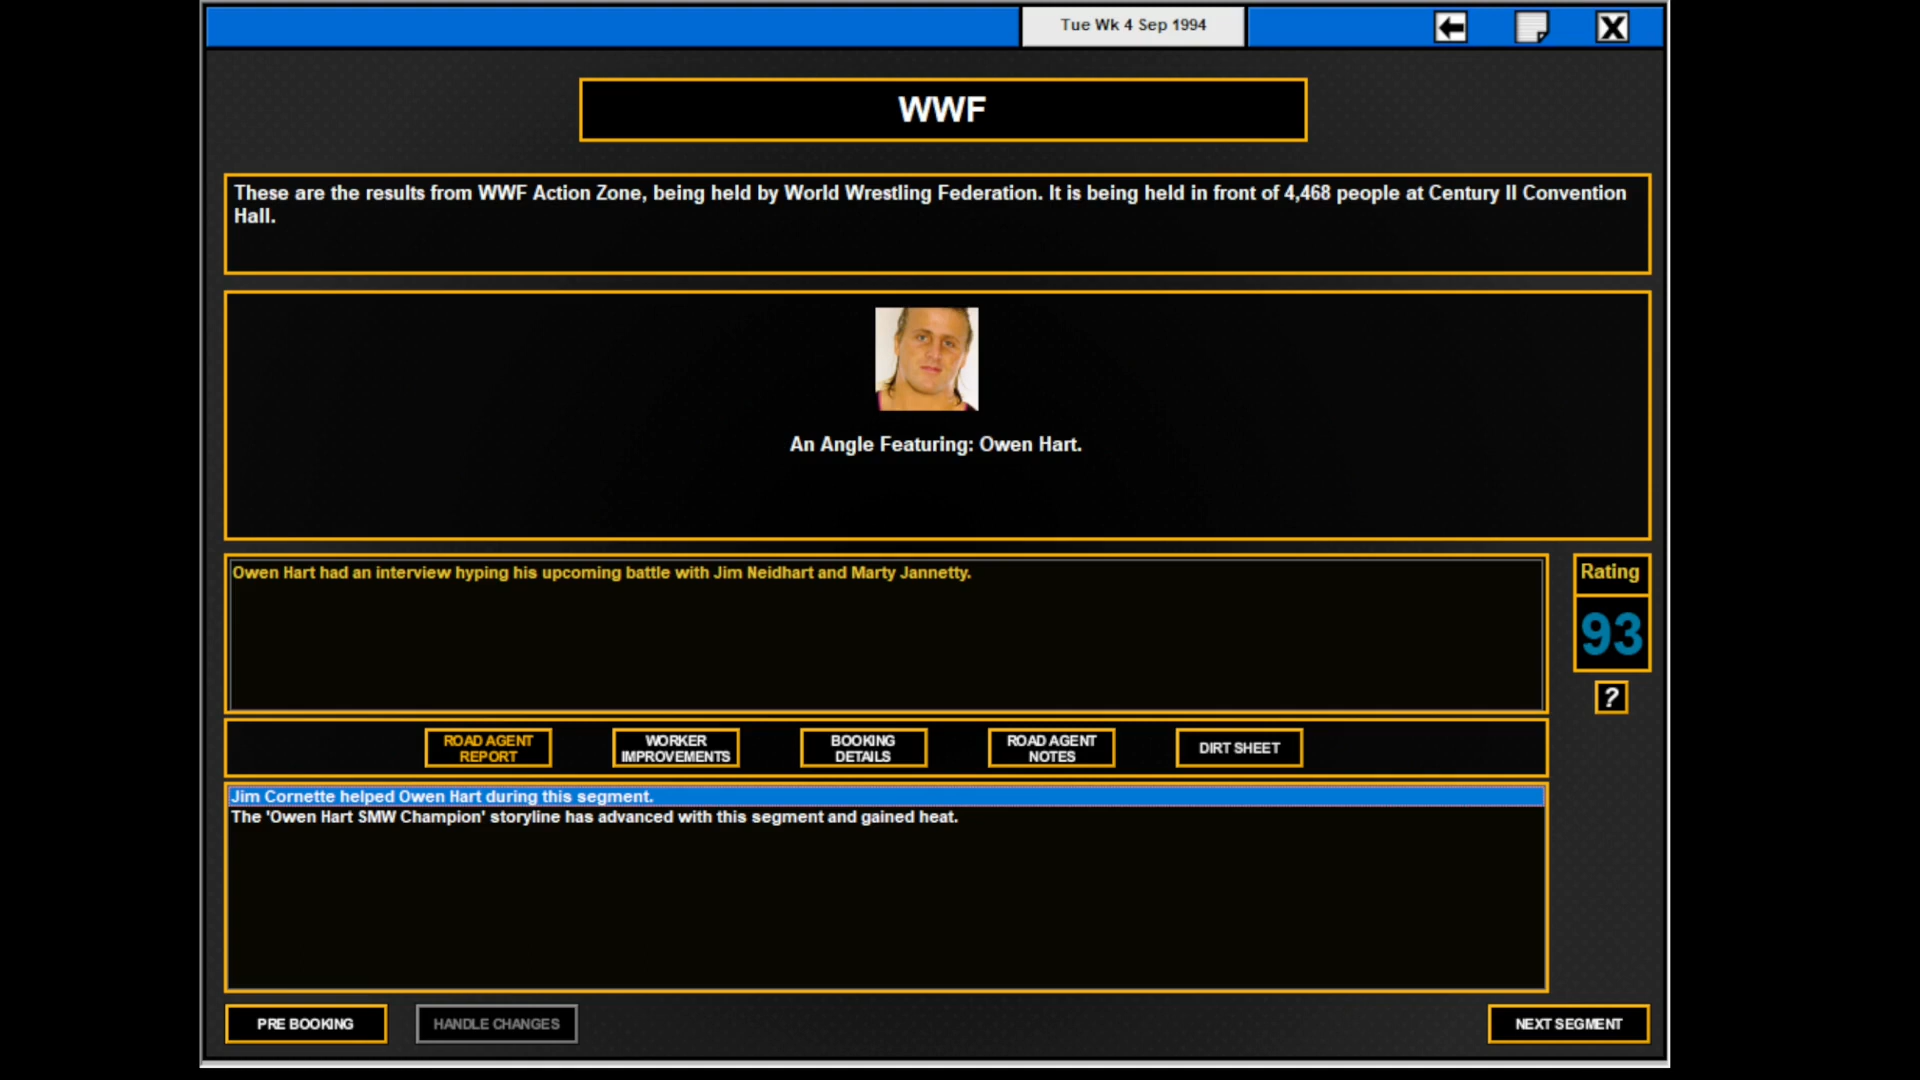 Tue Wk 4 Sep 1994
WWF
These are the results from WWF Action Zone, being held by World Wrestling Federation. It is being held in front of 4,468 people at Century II Convention
Hall.
An Angle Featuring: Owen Hart.
Owen Hart had an interview hyping his upcoming battle with Jim Neidhart and Marty Jannetty.
Rating
93
?
ROAD AGENT
REPORT
WORKER
IMPROVEMENTS
BOOKING
DETAILS
ROAD AGENT
NOTES
DIRT SHEET
Jim Cornette helped Owen Hart during this segment.
The 'Owen Hart SMW Champion' storyline has advanced with this segment and gained heat.
PRE BOOKING
HANDLE CHANGES
NEXT SEGMENT